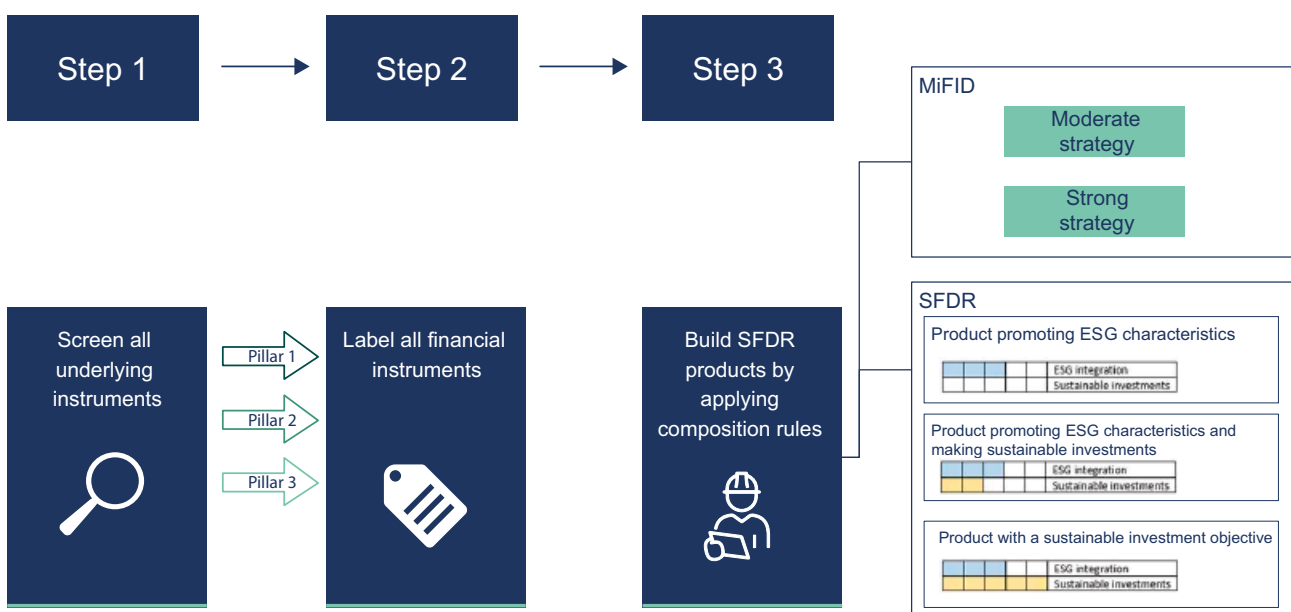 Step 1
Step 2
Step 3
MiFID
Moderate
strategy
Strong
strategy
Screen all
underlying
instruments
Pillar 1
Pillar 2
Pillar 3
Label all financial
instruments
Build SFDR
products by
applying
composition rules
SFDR
Product promoting ESG characteristics
ESG integration
Sustainable investments
Product promoting ESG characteristics and
making sustainable investments
ESG integration
Sustainable investments
Product with a sustainable investment objective
ESG integration
Sustainable investments